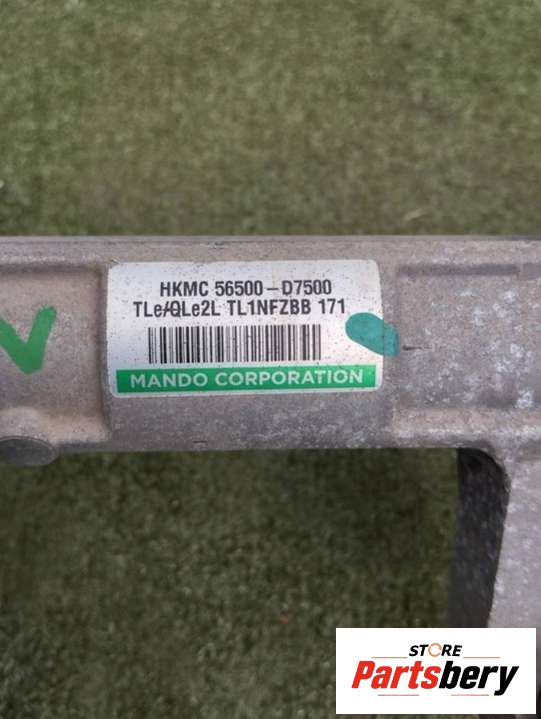 HKMC 56500-D7500
TLe/QLe2L TL1NFZBB 171
MANDO CORPORATION
V
STORE
Partsbery